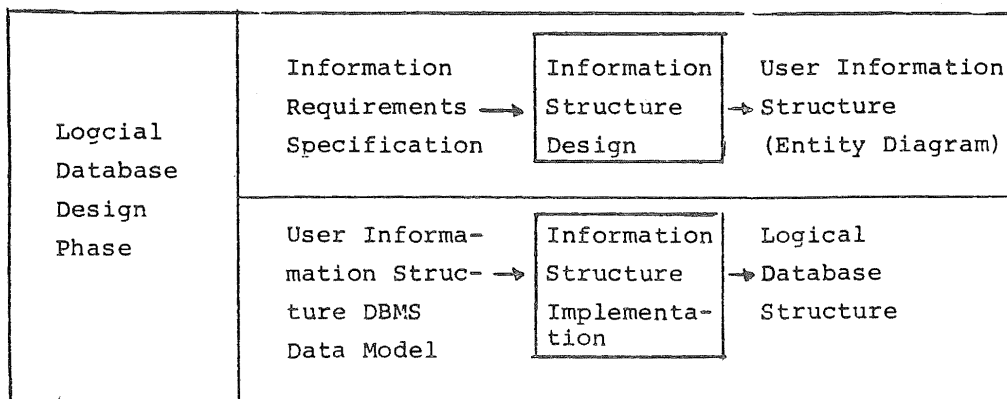 Logcial
Database
Design
Phase
Information
Requirements
Specification
Information
Structure
Design
User Information
Structure
(Entity Diagram)
User Informa-
mation Struc-
ture DBMS
Data Model
Information
Structure
Implementa-
tion
Logical
Database
Structure